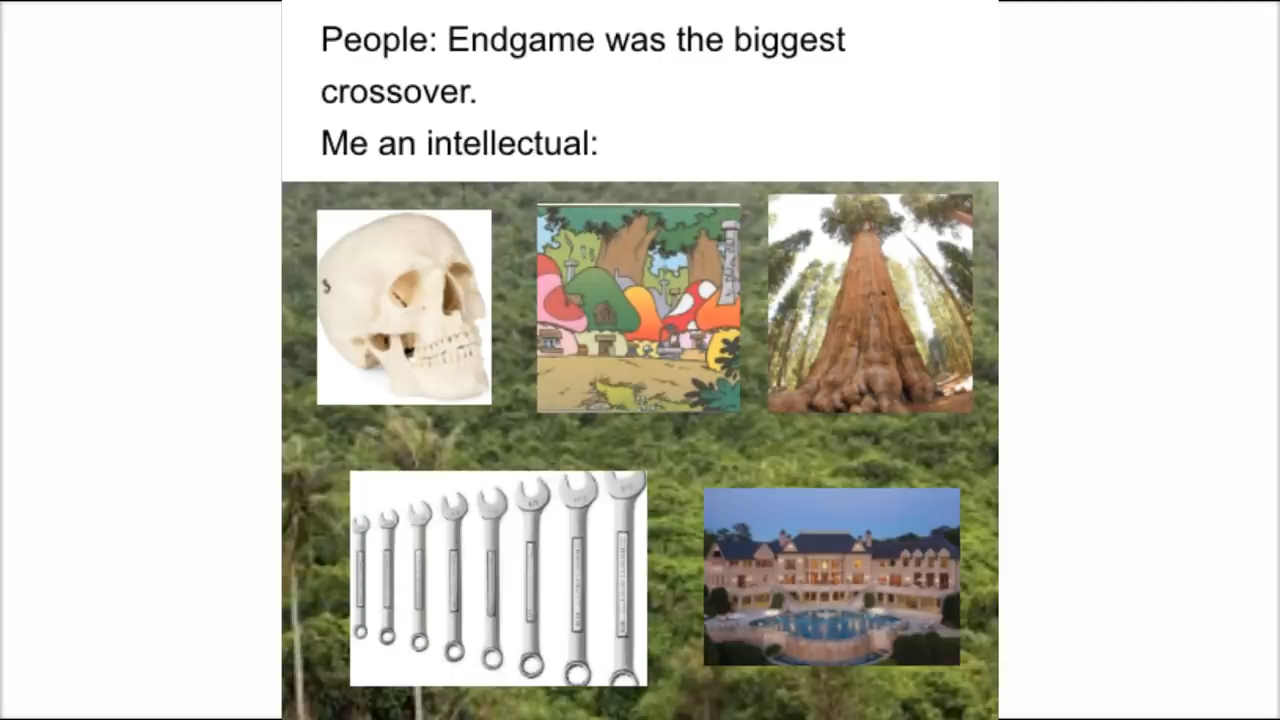 People: Endgame was the biggest
crossover.
Me an intellectual: